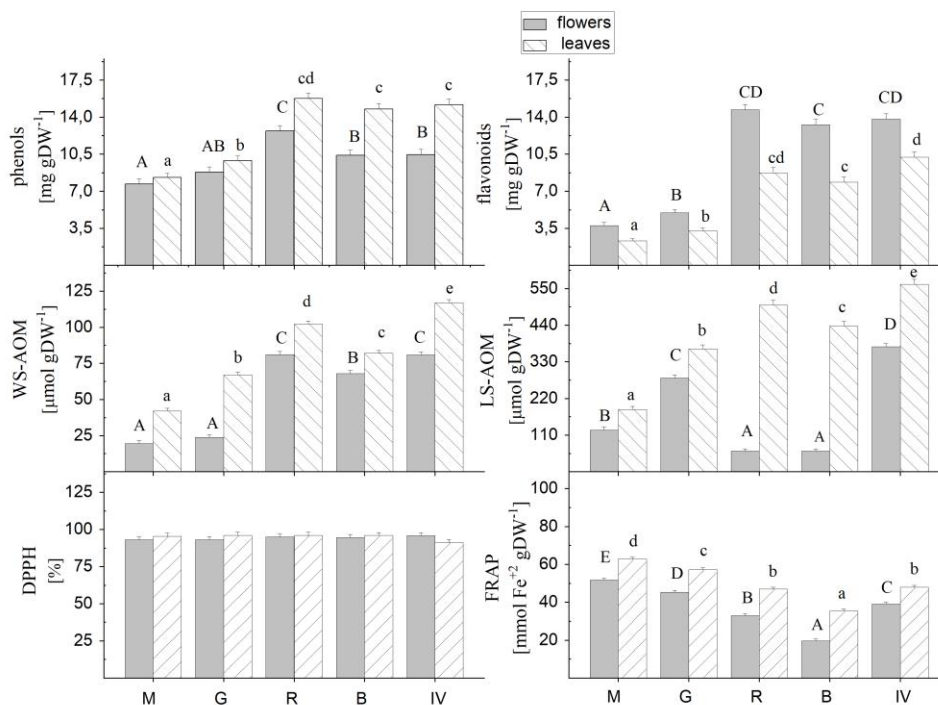 flowers
leaves
phenols
[mg gDW⁻¹]
17,5
14,0
10,5
7,0
3,5
A a AB b C cd B c B c
flavonoids
[mg gDW⁻¹]
17,5
14,0
10,5
7,0
3,5
A a B b CD cd C c CD d
WS-AOM
[µmol gDW⁻¹]
125
100
75
50
25
A a A b C d B c C e
LS-AOM
[µmol gDW⁻¹]
550
440
330
220
110
B a C b A d A c D e
DPPH
[%]
125
100
75
50
25
M G R B IV
FRAP
[mmol Fe⁺² gDW⁻¹]
100
80
60
40
20
E d D c B b A a C b
M G R B IV